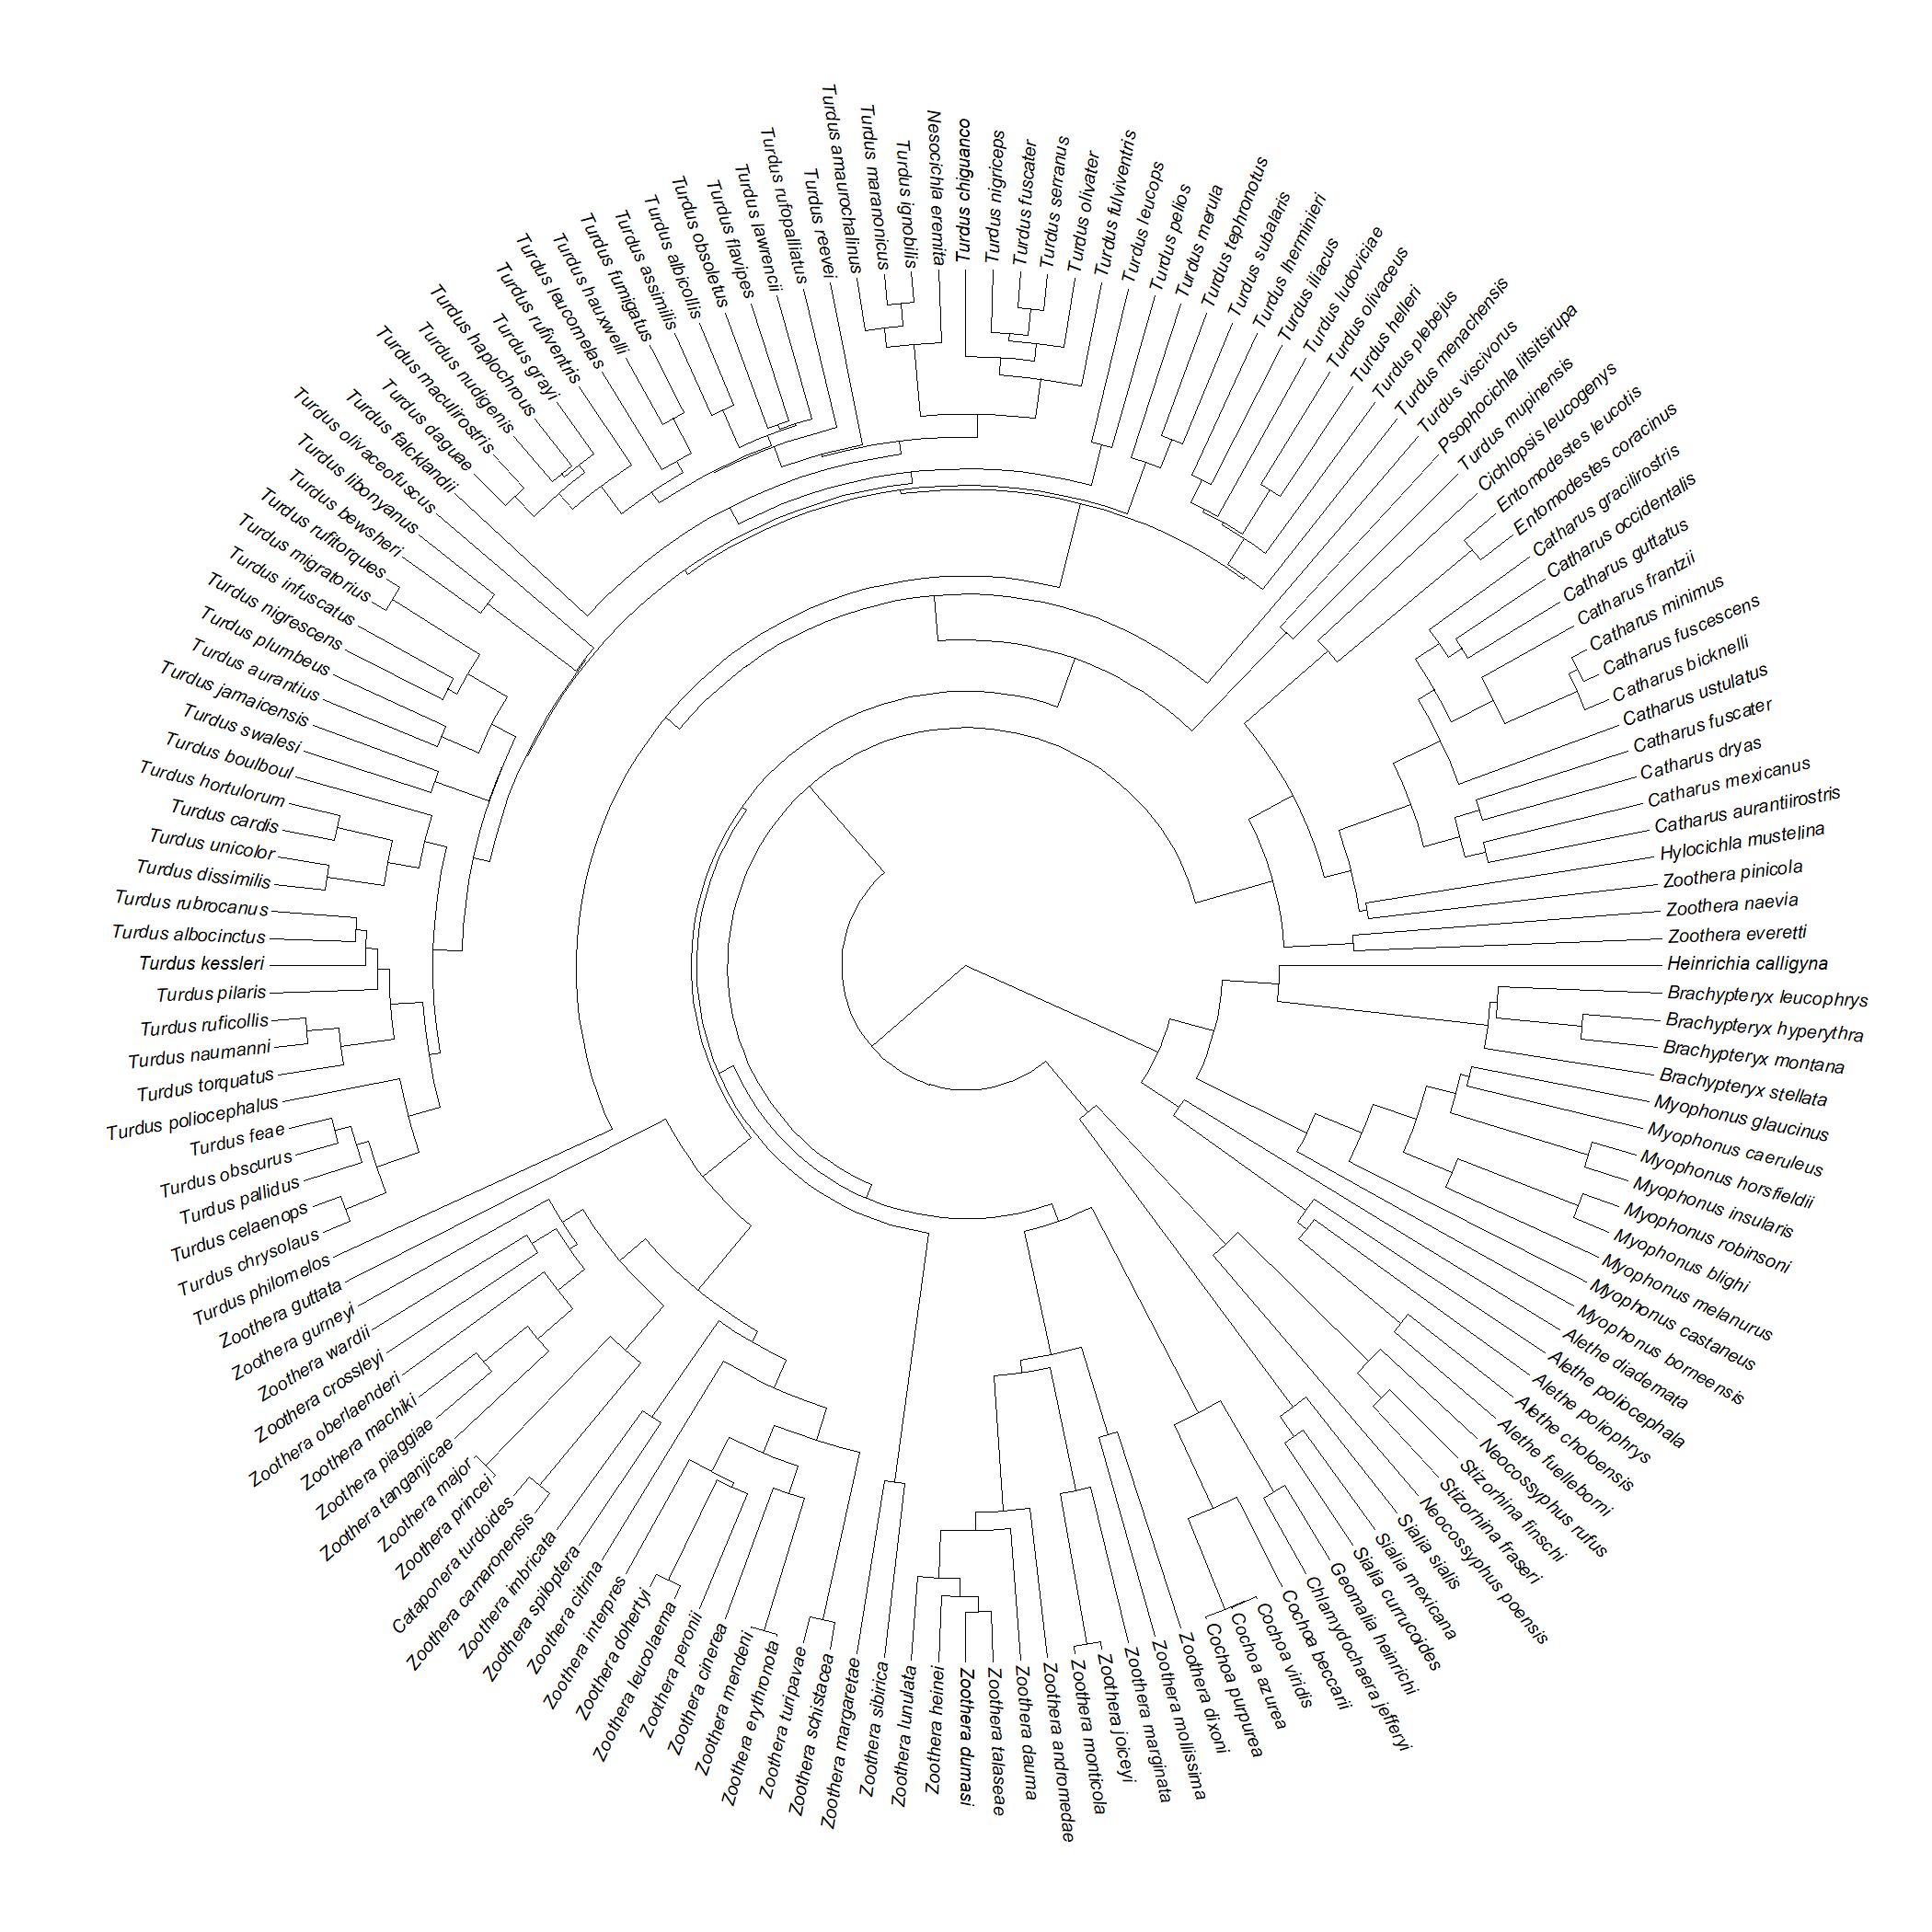 Turdus amaurochalinus
Turdus maranonicus
Turdus ignobilis
Nesocichla eremita
Turdus chiguanco
Turdus nigriceps
Turdus fuscater
Turdus serranus
Turdus olivater
Turdus fulviventris
Turdus leucops
Turdus pelios
Turdus merula
Turdus tephronotus
Turdus subalaris
Turdus lherminieri
Turdus iliacus
Turdus ludoviciae
Turdus olivaceus
Turdus helleri
Turdus plebejus
Turdus menachensis
Turdus viscivorus
Psophocichla litsitsirupa
Turdus mupinensis
Cichlopsis leucogenys
Entomodestes leucotis
Entomodestes coracinus
Catharus gracilirostris
Catharus occidentalis
Catharus guttatus
Catharus frantzii
Catharus minimus
Catharus fuscescens
Catharus bicknelli
Catharus ustulatus
Catharus fuscater
Catharus dryas
Catharus mexicanus
Catharus aurantiirostris
Hylocichla mustelina
Zoothera pinicola
Zoothera naevia
Zoothera everetti
Heinrichia calligyna
Brachypteryx leucophrys
Brachypteryx hyperythra
Brachypteryx montana
Brachypteryx stellata
Myophonus glaucinus
Myophonus caeruleus
Myophonus horsfieldii
Myophonus insularis
Myophonus robinsoni
Myophonus blighi
Myophonus melanurus
Myophonus castaneus
Myophonus borneensis
Alethe diademata
Alethe poliocephala
Alethe poliophrys
Alethe choloensis
Alethe fuelleborni
Neocossyphus rufus
Stizorhina finschi
Stizorhina fraseri
Neocossyphus poensis
Sialia sialis
Sialia mexicana
Sialia currucoides
Geomalia heinrichi
Chlamydochaera jefferyi
Cochoa beccarii
Cochoa viridis
Cochoa azurea
Cochoa purpurea
Zoothera dixoni
Zoothera mollissima
Zoothera marginata
Zoothera joiceyi
Zoothera monticola
Zoothera andromedae
Zoothera dauma
Zoothera talaseae
Zoothera dumasi
Zoothera heinei
Zoothera lunulata
Zoothera sibirica
Zoothera margaretae
Zoothera schistacea
Zoothera turipavae
Zoothera erythronota
Zoothera mendeni
Zoothera cinerea
Zoothera peronii
Zoothera leucolaema
Zoothera dohertyi
Zoothera interpres
Zoothera citrina
Zoothera spiloptera
Zoothera imbricata
Zoothera camaronensis
Cataponera turdoides
Zoothera princei
Zoothera major
Zoothera tanganjicae
Zoothera piaggiae
Zoothera machiki
Zoothera oberlaenderi
Zoothera crossleyi
Zoothera wardii
Zoothera gurneyi
Zoothera guttata
Turdus philomelos
Turdus chrysolaus
Turdus celaenops
Turdus pallidus
Turdus obscurus
Turdus feae
Turdus poliocephalus
Turdus torquatus
Turdus naumanni
Turdus ruficollis
Turdus pilaris
Turdus kessleri
Turdus albocinctus
Turdus rubrocanus
Turdus dissimilis
Turdus unicolor
Turdus cardis
Turdus hortulorum
Turdus boulboul
Turdus swalesi
Turdus jamaicensis
Turdus aurantius
Turdus plumbeus
Turdus nigrescens
Turdus infuscatus
Turdus migratorius
Turdus rufitorques
Turdus bewsheri
Turdus libonyanus
Turdus olivaceofuscus
Turdus falcklandii
Turdus daguae
Turdus maculirostris
Turdus nudigenis
Turdus haplochrous
Turdus grayi
Turdus rufiventris
Turdus leucomelas
Turdus hauxwelli
Turdus fumigatus
Turdus assimilis
Turdus albicollis
Turdus obsoletus
Turdus flavipes
Turdus lawrencii
Turdus rufopalliatus
Turdus reevei